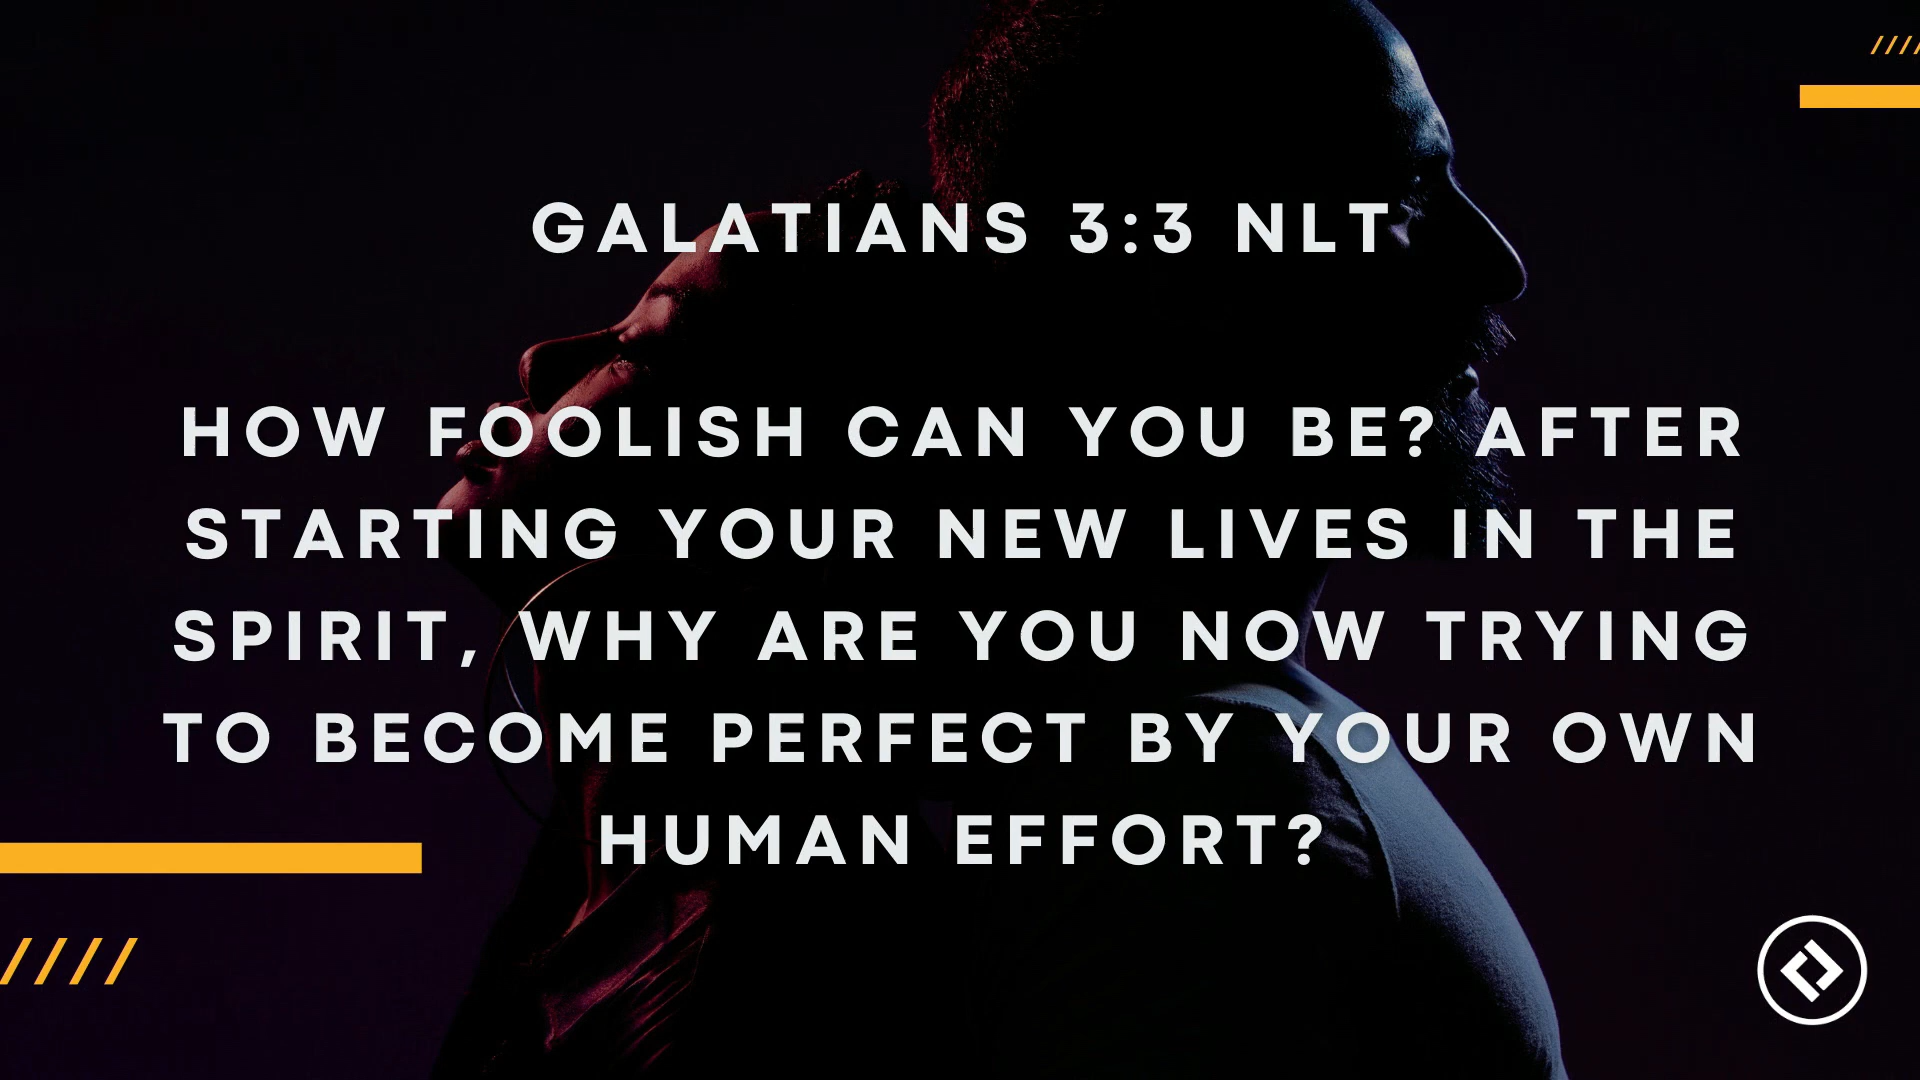 GALATIANS 3:3 NLT
HOW FOOLISH CAN YOU BE? AFTER
STARTING YOUR NEW LIVES IN THE
SPIRIT, WHY ARE YOU NOW TRYING
TO BECOME PERFECT BY YOUR OWN
HUMAN EFFORT?